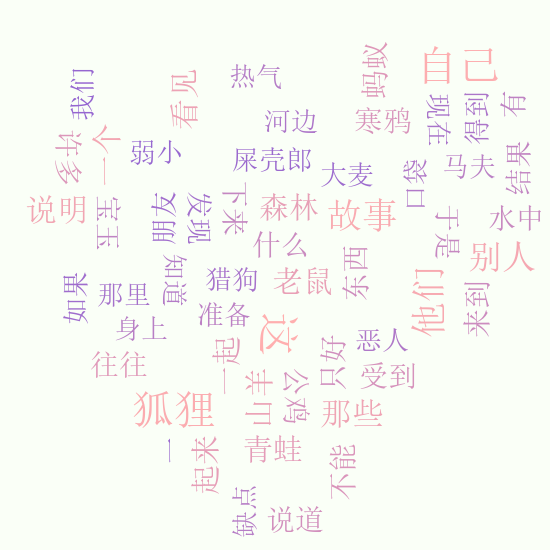 自己
蚂蚁
我们
看见
热气
现在
得到
有
河边
寒鸦
许多
一个
弱小
屎壳郎
大麦
口袋
马夫
结果
说明
宝玉
朋友
发现
下来
森林
故事
于是
水中
什么
别人
如果
那里
知道
猎狗
老鼠
东西
他们
来到
身上
准备
这
恶人
往往
一起
只好
受到
狐狸
山羊
公鸡
那些
一
起来
青蛙
不能
缺点
说道